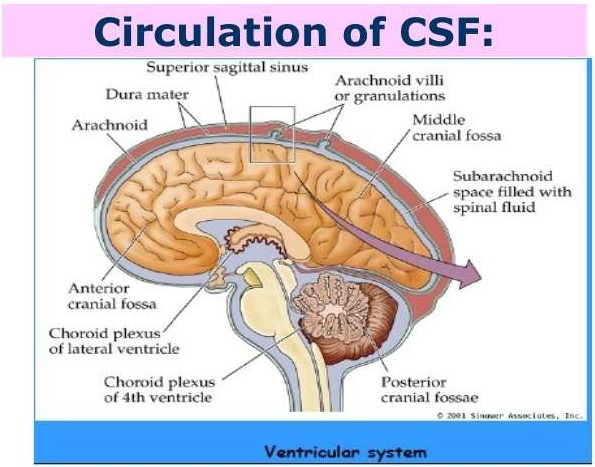 Circulation of CSF:
Superior sagittal sinus
Dura mater
Arachnoid villi
or granulations
Arachnoid
Middle
cranial fossa
Subarachnoid
space filled with
spinal fluid
Anterior
cranial fossa
Choroid plexus
of lateral ventricle
Choroid plexus
of 4th ventricle
Posterior
cranial fossae
© 2001 Sinauer Associates, Inc.
Ventricular system